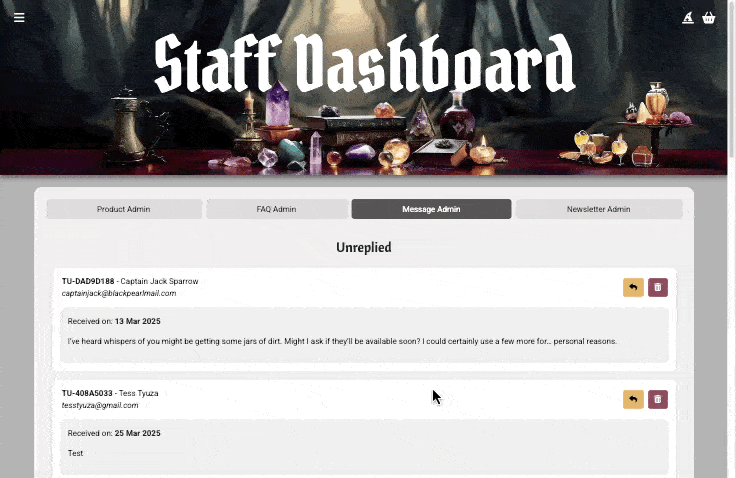 Staff Dashboard
Product Admin
FAQ Admin
Message Admin
Newsletter Admin
Unreplied
TU-DAD9D188 - Captain Jack Sparrow
captainjack@blackpearlmail.com
Received on: 13 Mar 2025
I've heard whispers of you might be getting some jars of dirt. Might I ask if they'll be available soon? I could certainly use a few more for... personal reasons.
TU-408A5033 - Tess Tyuza
tesstyuza@gmail.com
Received on: 25 Mar 2025
Test